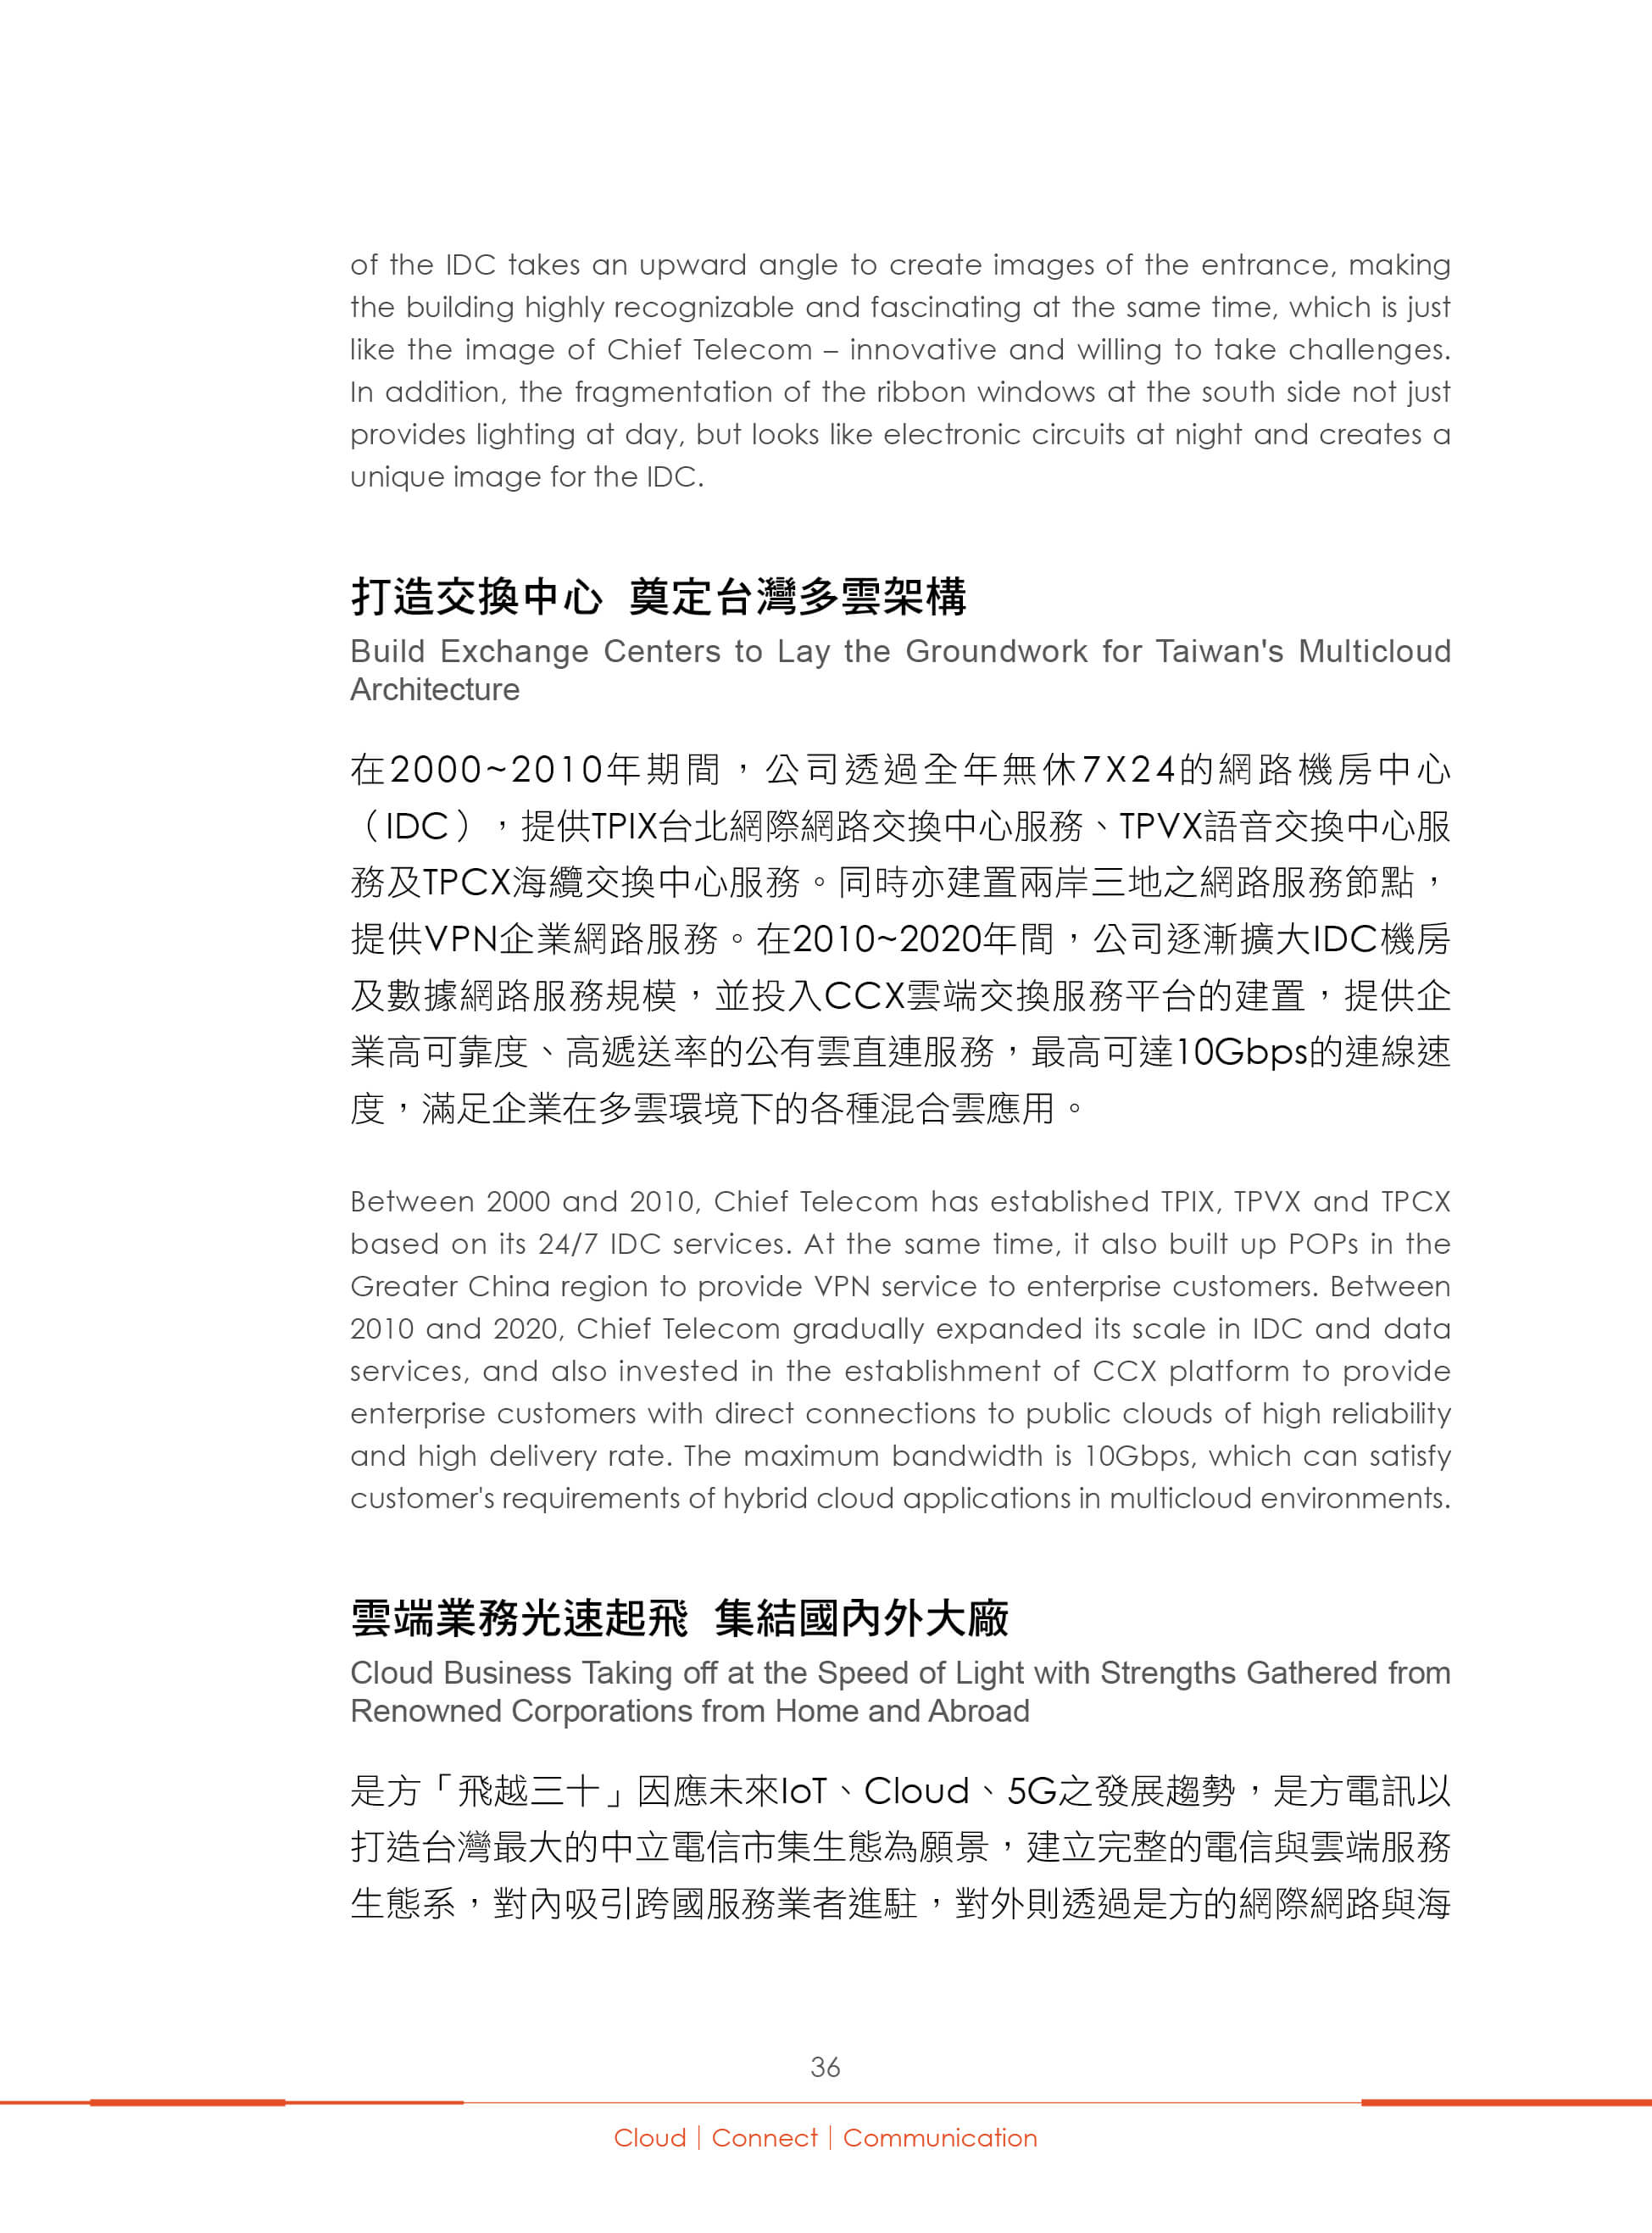 of the IDC takes an upward angle to create images of the entrance, making
the building highly recognizable and fascinating at the same time, which is just
like the image of Chief Telecom – innovative and willing to take challenges.
In addition, the fragmentation of the ribbon windows at the south side not just
provides lighting at day, but looks like electronic circuits at night and creates a
unique image for the IDC.
打造交換中心 奠定台灣多雲架構
Build Exchange Centers to Lay the Groundwork for Taiwan's Multicloud
Architecture
在2000~2010年期間，公司透過全年無休7X24的網路機房中心
（IDC），提供TPIX台北網際網路交換中心服務、TPVX語音交換中心服
務及TPCX海纜交換中心服務。同時亦建置兩岸三地之網路服務節點，
提供VPN企業網路服務。在2010~2020年間，公司逐漸擴大IDC機房
及數據網路服務規模，並投入CCX雲端交換服務平台的建置，提供企
業高可靠度、高遞送率的公有雲直連服務，最高可達10Gbps的連線速
度，滿足企業在多雲環境下的各種混合雲應用。
Between 2000 and 2010, Chief Telecom has established TPIX, TPVX and TPCX
based on its 24/7 IDC services. At the same time, it also built up POPs in the
Greater China region to provide VPN service to enterprise customers. Between
2010 and 2020, Chief Telecom gradually expanded its scale in IDC and data
services, and also invested in the establishment of CCX platform to provide
enterprise customers with direct connections to public clouds of high reliability
and high delivery rate. The maximum bandwidth is 10Gbps, which can satisfy
customer's requirements of hybrid cloud applications in multicloud environments.
雲端業務光速起飛 集結國內外大廠
Cloud Business Taking off at the Speed of Light with Strengths Gathered from
Renowned Corporations from Home and Abroad
是方「飛越三十」因應未來IoT、Cloud、5G之發展趨勢，是方電訊以
打造台灣最大的中立電信市集生態為願景，建立完整的電信與雲端服務
生態系，對內吸引跨國服務業者進駐，對外則透過是方的網際網路與海
36
Cloud｜Connect｜Communication